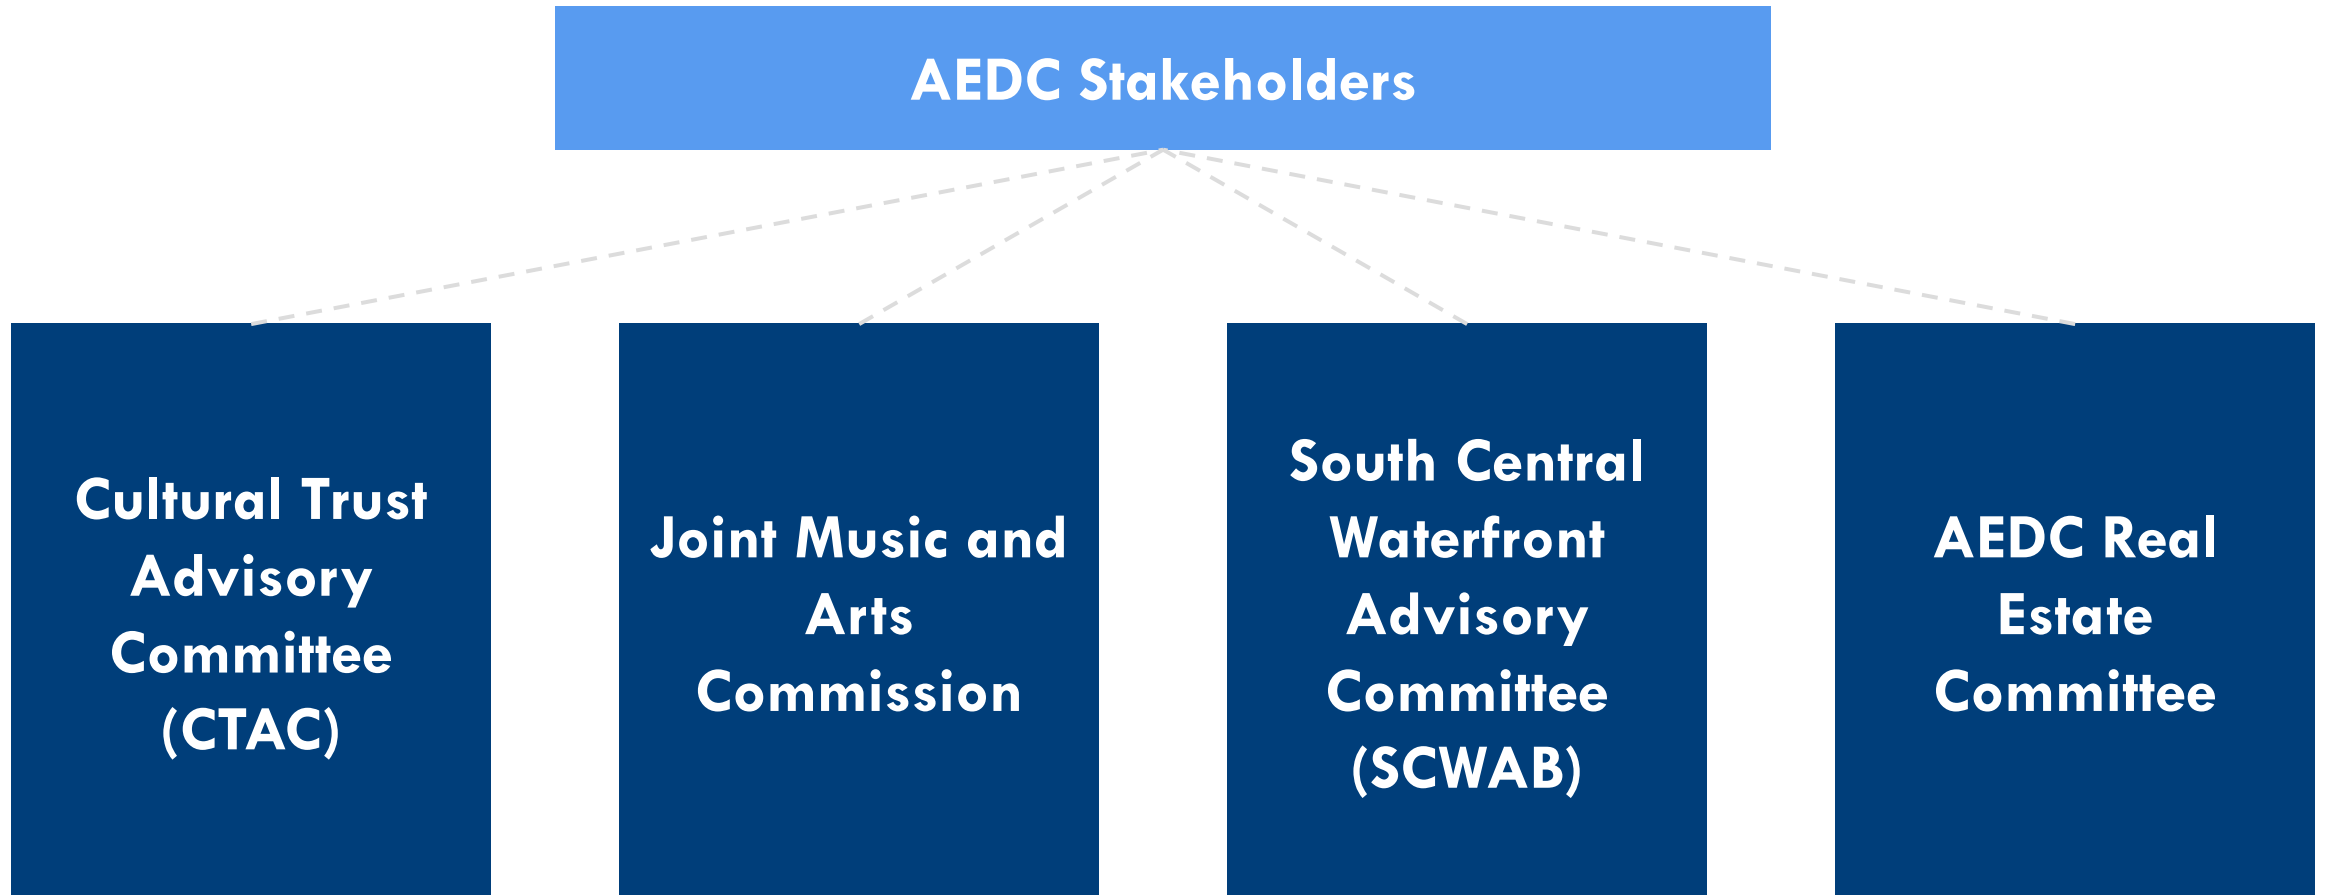 AEDC Stakeholders
Cultural Trust
Advisory
Committee
(CTAC)
Joint Music and
Arts
Commission
South Central
Waterfront
Advisory
Committee
(SCWAB)
AEDC Real
Estate
Committee